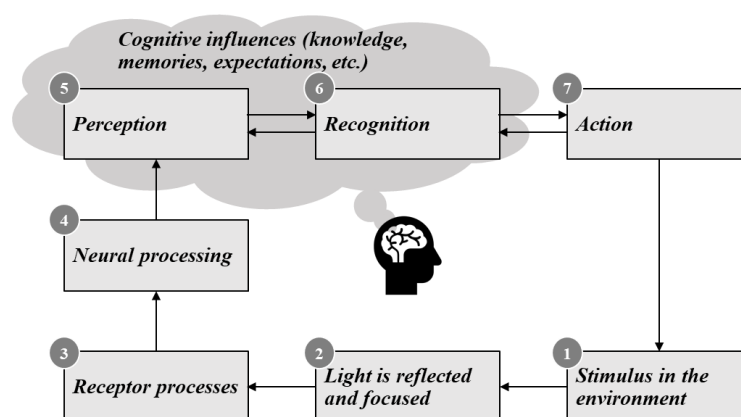 Cognitive influences (knowledge,
memories, expectations, etc.)
5
Perception
6
Recognition
7
Action
4
Neural processing
3
Receptor processes
2
Light is reflected
and focused
1
Stimulus in the
environment